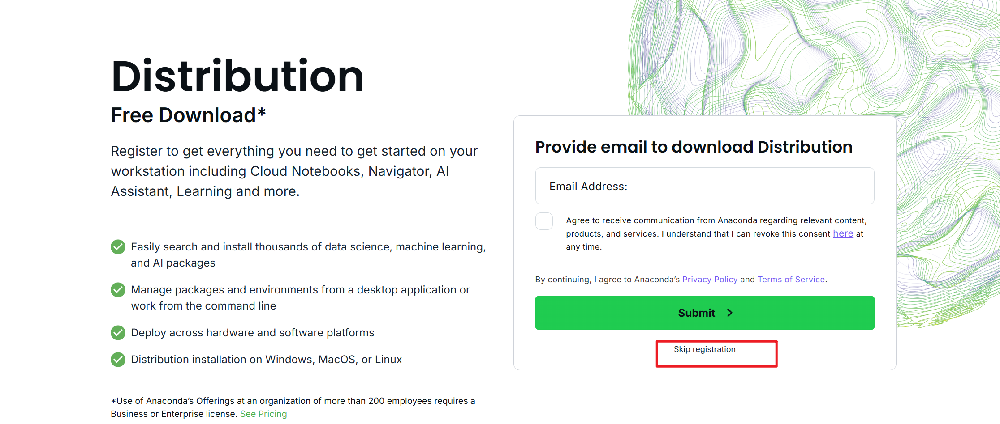 Distribution
Free Download*
Register to get everything you need to get started on your
workstation including Cloud Notebooks, Navigator, AI
Assistant, Learning and more.
Easily search and install thousands of data science, machine learning,
and AI packages
Manage packages and environments from a desktop application or
work from the command line
Deploy across hardware and software platforms
Distribution installation on Windows, MacOS, or Linux
*Use of Anaconda’s Offerings at an organization of more than 200 employees requires a
Business or Enterprise license. See Pricing
Provide email to download Distribution
Email Address:
Agree to receive communication from Anaconda regarding relevant content,
products, and services. I understand that I can revoke this consent here at
any time.
By continuing, I agree to Anaconda’s Privacy Policy and Terms of Service.
Submit
Skip registration